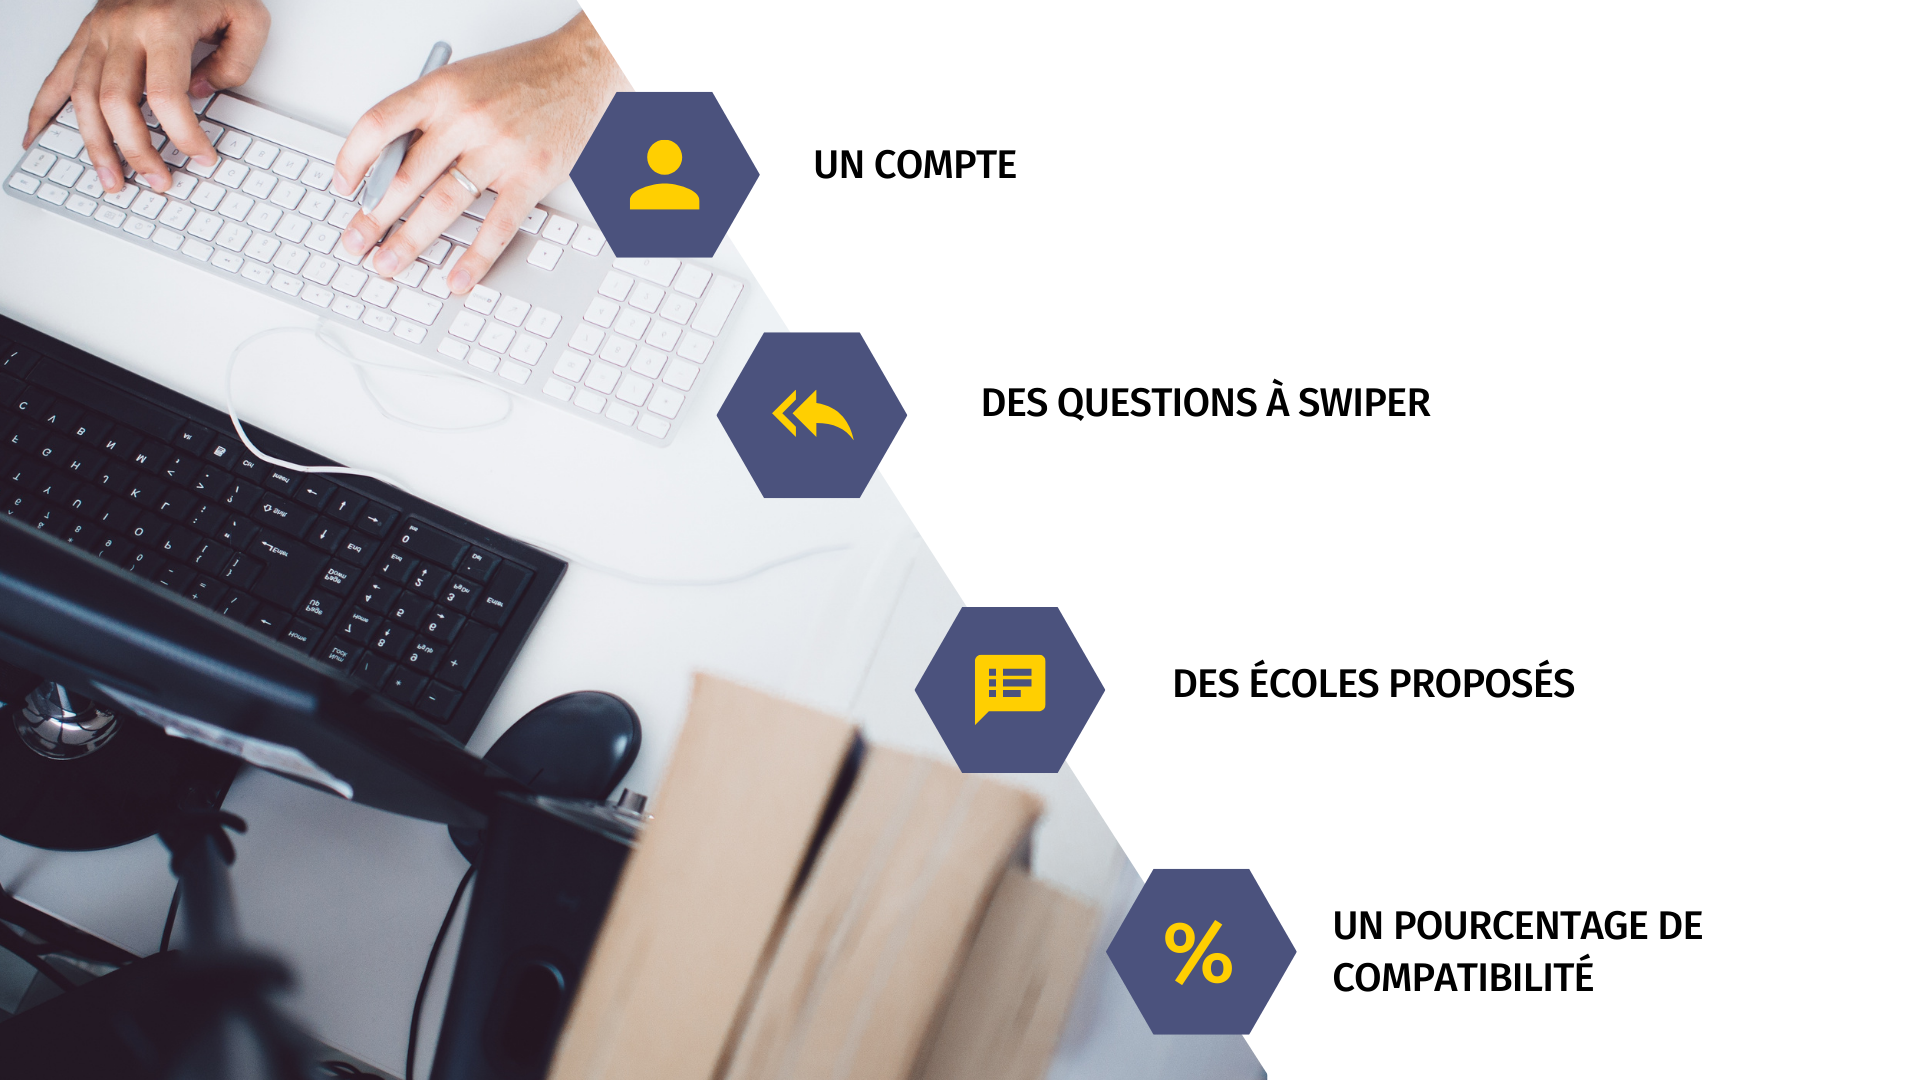 UN COMPTE
DES QUESTIONS À SWIPER
DES ÉCOLES PROPOSÉS
%
UN POURCENTAGE DE
COMPATIBILITÉ